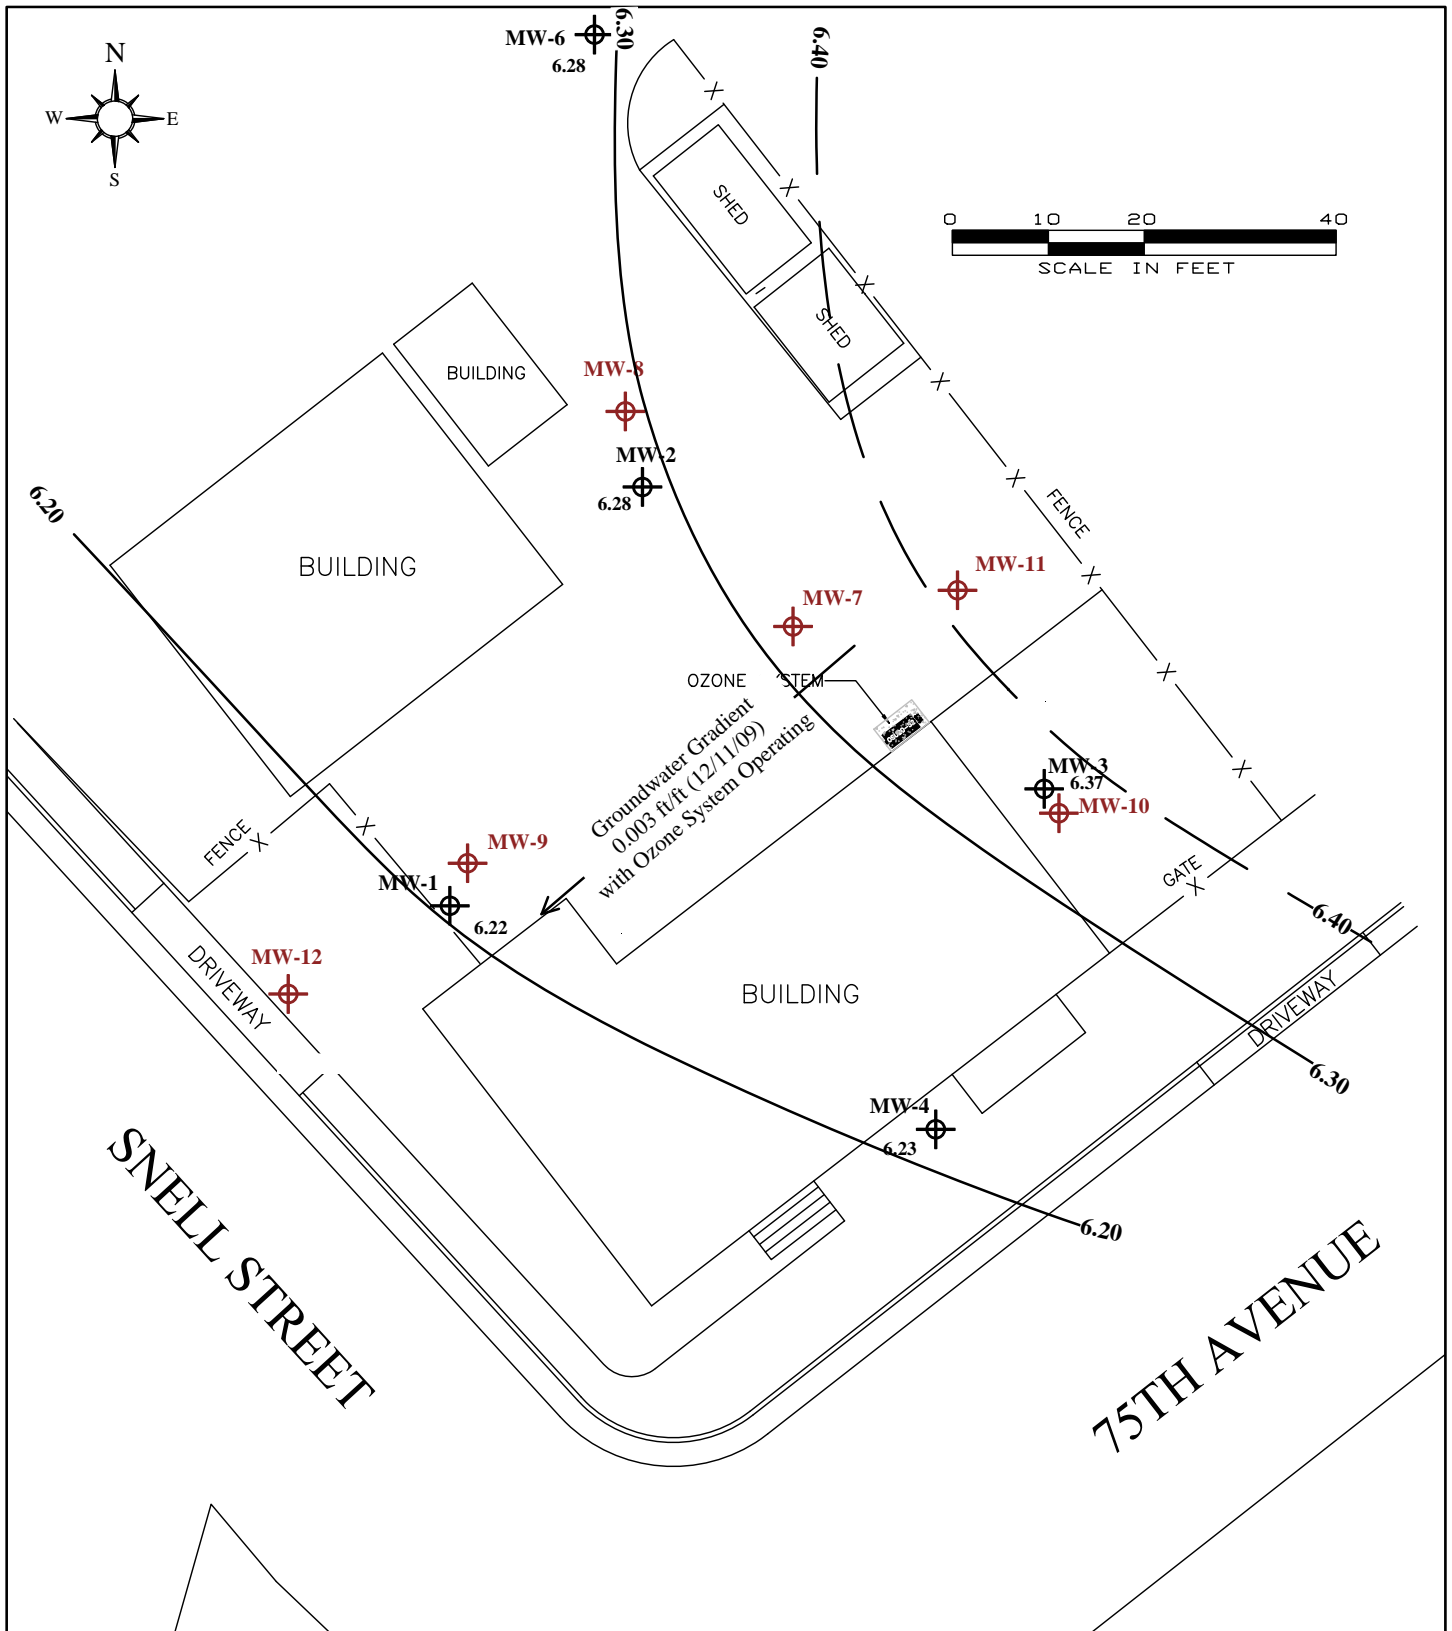 MW-6
6.28
6.30
6.40
N
W
E
S
0 10 20 40
SCALE IN FEET
SHED
SHED
MW-8
BUILDING
MW-2
6.28
6.20
FENCE
BUILDING
MW-11
MW-7
OZONE STEM
Groundwater Gradient
0.003 ft/ft (12/11/09)
with Ozone System Operating
MW-3
6.37
MW-10
FENCE
MW-9
MW-1
6.22
GATE
6.40
MW-12
DRIVEWAY
BUILDING
DRIVEWAY
6.30
MW-4
6.23
6.20
SNELL STREET
75TH AVENUE